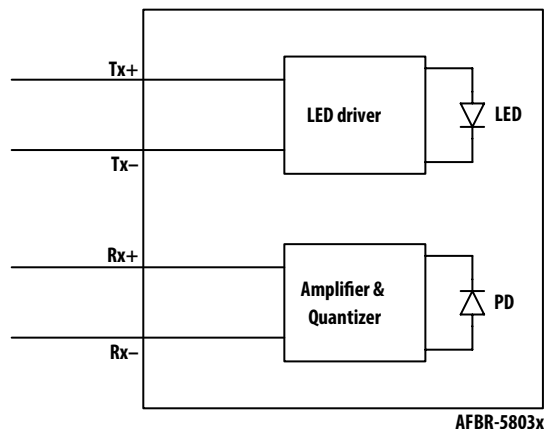 Tx+
LED driver
LED
Tx–
Rx+
Amplifier &
Quantizer
PD
Rx–
AFBR-5803x